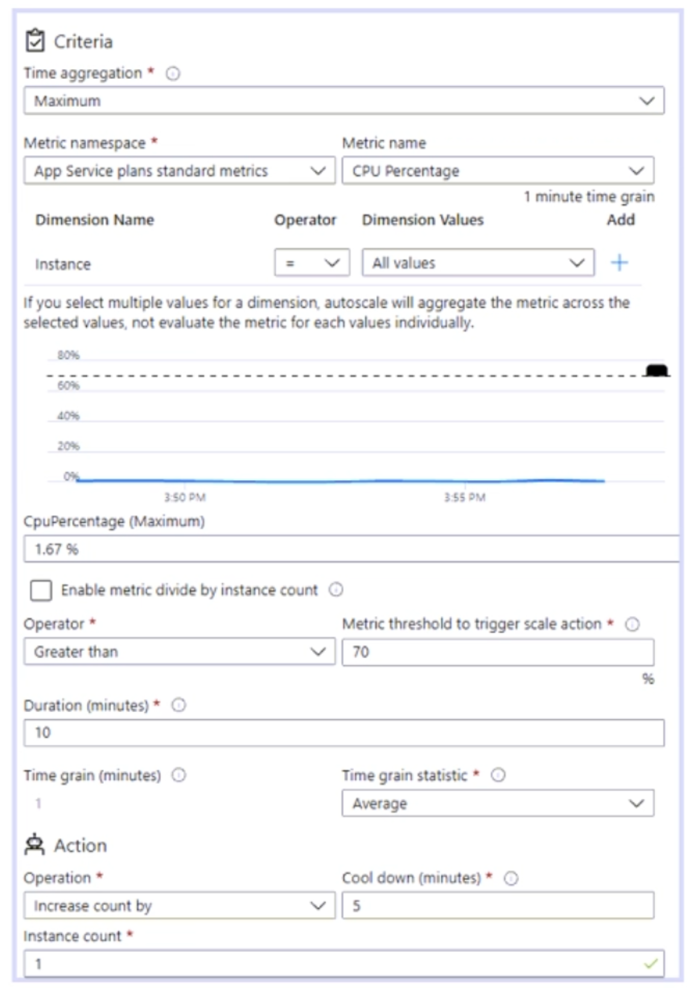 Criteria
Time aggregation *
Maximum
Metric namespace * Metric name
App Service plans standard metrics CPU Percentage
1 minute time grain
Dimension Name Operator Dimension Values Add
Instance = All values +
If you select multiple values for a dimension, autoscale will aggregate the metric across the
selected values, not evaluate the metric for each values individually.
80%
60%
40%
20%
0%
3:50 PM 3:55 PM
CpuPercentage (Maximum)
1.67 %
Enable metric divide by instance count
Operator * Metric threshold to trigger scale action *
Greater than 70
%
Duration (minutes) *
10
Time grain (minutes) Time grain statistic *
1 Average
Action
Operation * Cool down (minutes) *
Increase count by 5
Instance count *
1